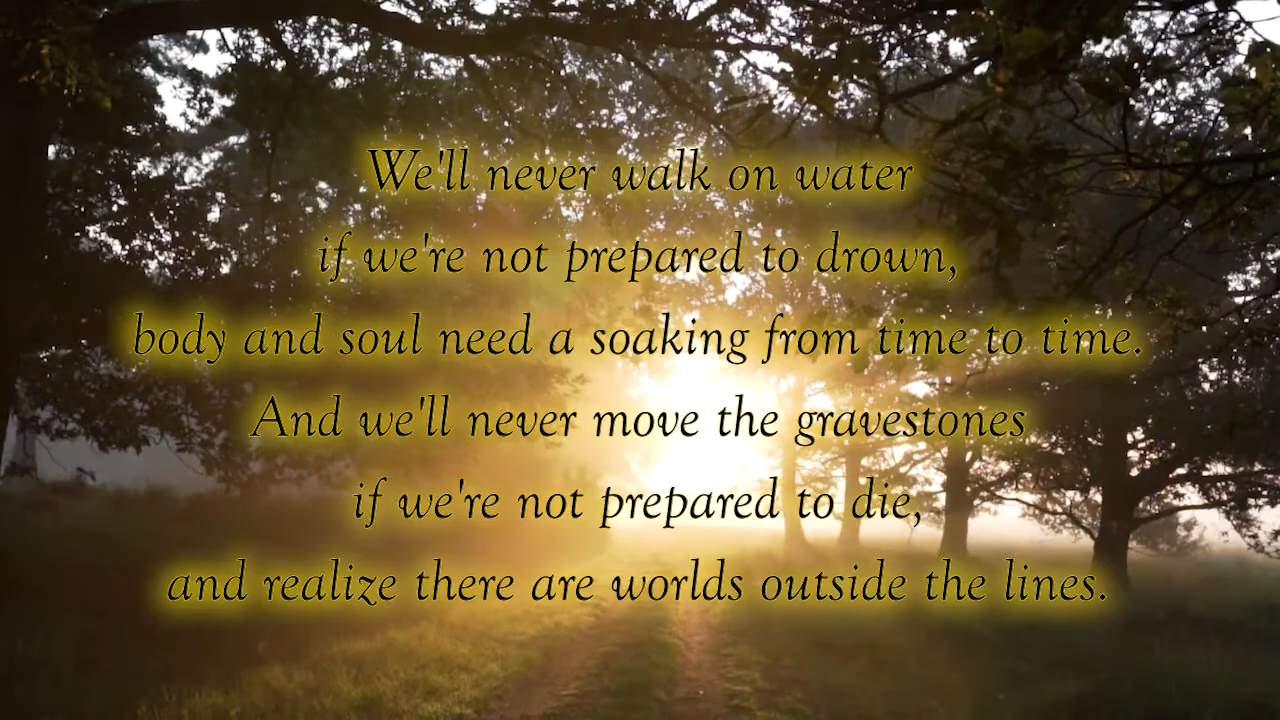 We'll never walk on water
if we're not prepared to drown,
body and soul need a soaking from time to time.
And we'll never move the gravestones
if we're not prepared to die,
and realize there are worlds outside the lines.